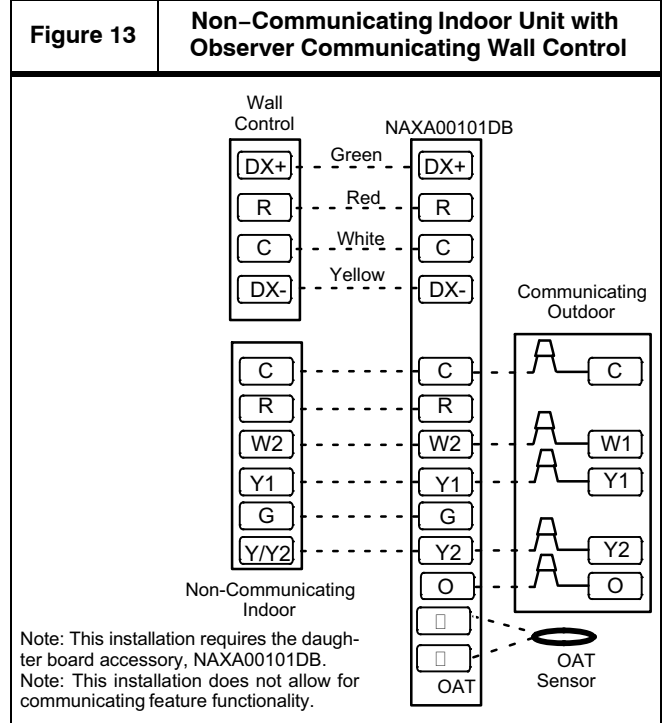 Figure 13
Non-Communicating Indoor Unit with
Observer Communicating Wall Control
Wall
Control
NAXA00101DB
DX+ Green DX+
R Red R
C White C
DX- Yellow DX-
Communicating
Outdoor
C C C
R R
W2 W2 W1
Y1 Y1 Y1
G G
Y/Y2 Y2 Y2
O O
Non-Communicating
Indoor
OAT
OAT
Sensor
Note: This installation requires the daugh-
ter board accessory, NAXA00101DB.
Note: This installation does not allow for
communicating feature functionality.